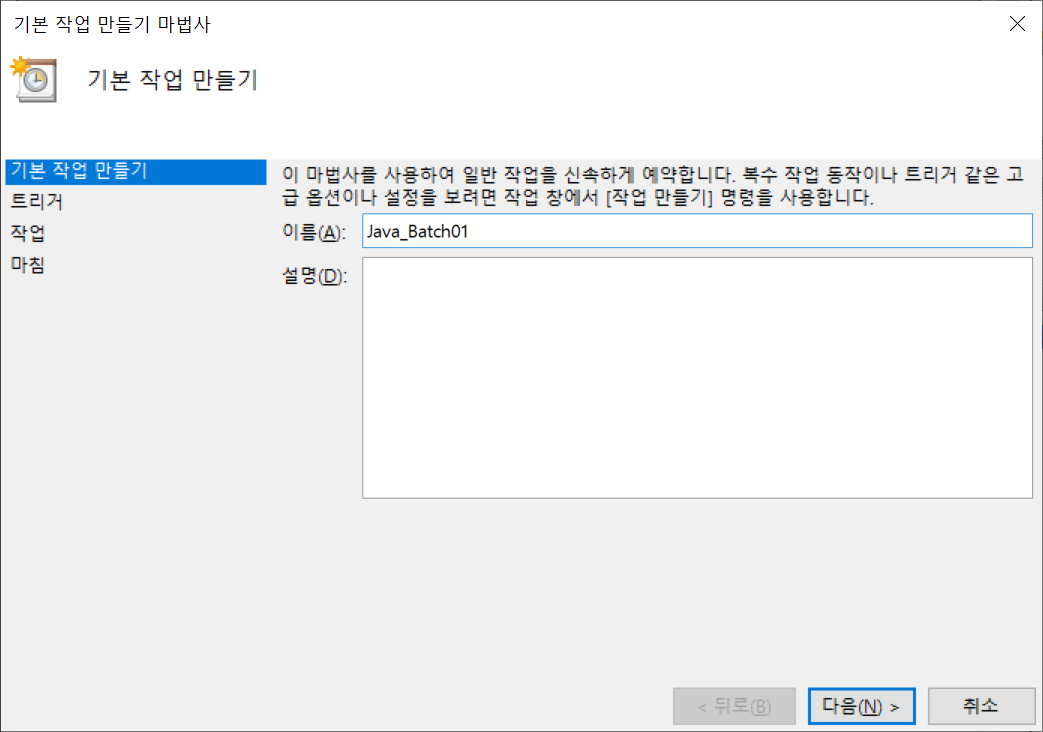 기본 작업 만들기 마법사
기본 작업 만들기
기본 작업 만들기
트리거
작업
마침
이 마법사를 사용하여 일반 작업을 신속하게 예약합니다. 복수 작업 동작이나 트리거 같은 고
급 옵션이나 설정을 보려면 작업 창에서 [작업 만들기] 명령을 사용합니다.
이름(A): Java_Batch01
설명(D):
< 뒤로(B) 다음(N) > 취소